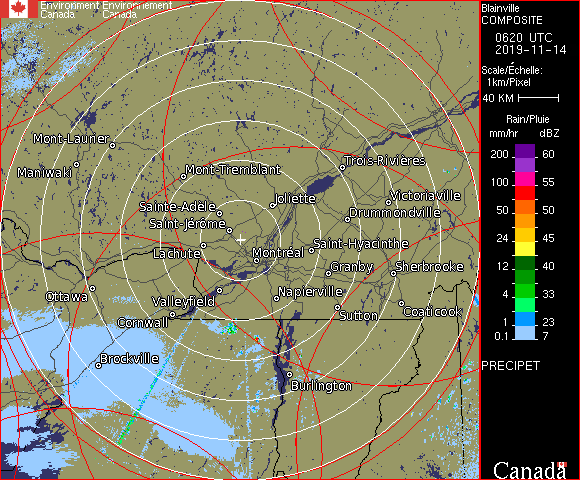 Environment Environnement
Canada Canada
Blainville
COMPOSITE
0620 UTC
2019-11-14
Scale/Échelle:
1km/Pixel
40 KM
Rain/Pluie
mm/hr dBZ
200 60
100 55
50 50
24 45
12 40
4 33
2 28
1 23
0.1 7
PRECIPET
Mont-Laurier
Maniwaki
Mont-Tremblant
Trois-Rivières
Joliette
Victoriaville
Sainte-Adèle
Drummondville
Saint-Jérôme
Saint-Hyacinthe
Lachute
Montréal
Granby
Sherbrooke
Ottawa
Valleyfield
Napierville
Coaticook
Cornwall
Sutton
Brockville
Burlington
Canada